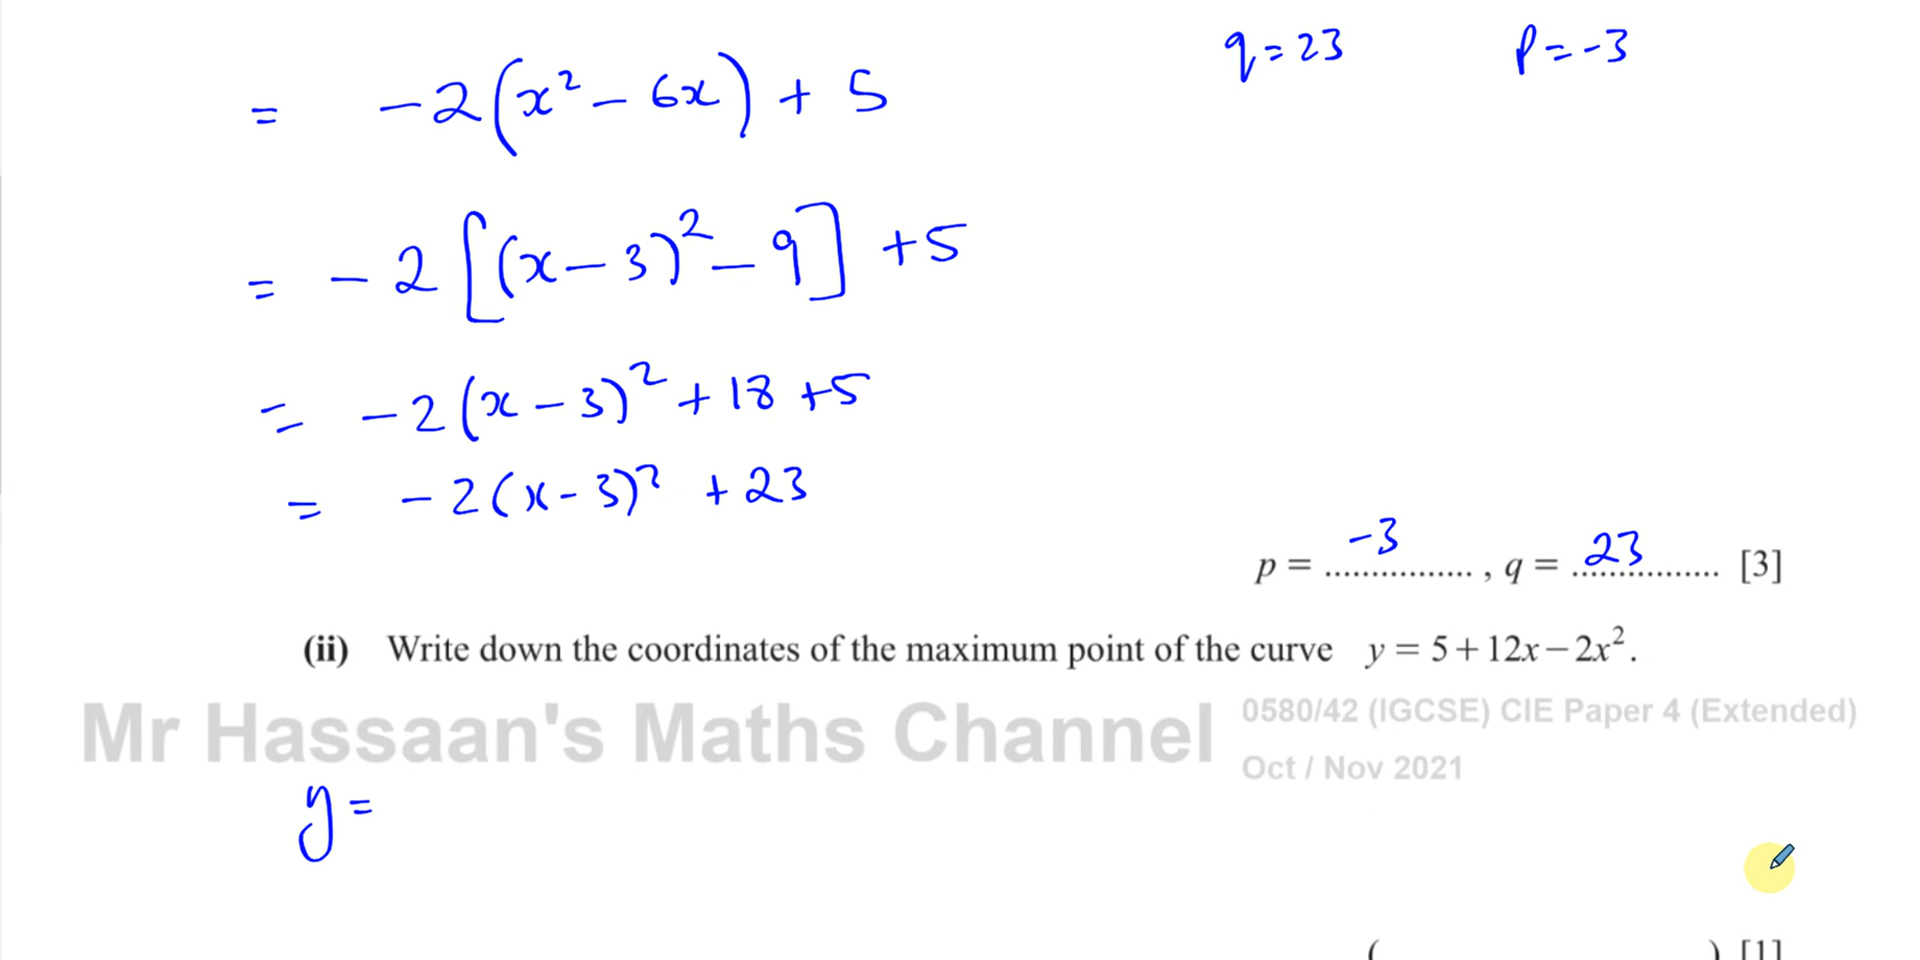 q = 23 p = -3
= -2(x² - 6x) + 5
= -2[(x - 3)² - 9] + 5
= -2(x - 3)² + 18 + 5
= -2(x - 3)² + 23
p = -3 , q = 23 [3]
(ii) Write down the coordinates of the maximum point of the curve y = 5 + 12x − 2x².
Mr Hassaan's Maths Channel
0580/42 (IGCSE) CIE Paper 4 (Extended)
Oct / Nov 2021
y =
( ) [1]